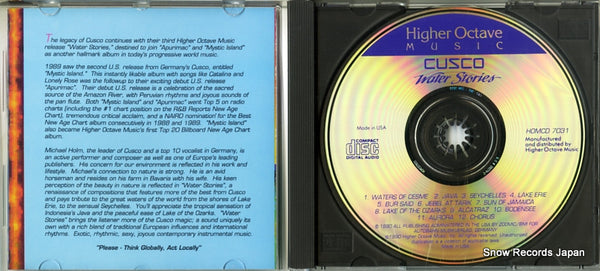 The legacy of Cusco continues with their third Higher Octave Music
release "Water Stories," destined to join "Apurimac" and "Mystic Island"
as another hallmark album in today's progressive world music.
1989 saw the second U.S. release from Germany's Cusco, entitled
"Mystic Island." This instantly likable album with songs like Catalina and
Lonely Rose was the followup to their exciting debut U.S. release
"Apurimac". Their debut U.S. release is a celebration of the sacred
source of the Amazon River, with Peruvian rhythms and joyous sounds of
the pan flute. Both "Mystic Island" and "Apurimac" went Top 5 on radio
charts (including the #1 chart position on the R&B Reports New Age
Chart), tremendous critical acclaim, and a NAIRD nomination for the Best
New Age Chart album consecutively in 1988 and 1989. "Mystic Island"
also became Higher Octave Music's first Top 20 Billboard New Age Chart
album.
Michael Holm, the leader of Cusco and a top 10 vocalist in Germany, is
an active performer and composer as well as one of Europe's leading
publishers. His concern for our environment is reflected in his work and
lifestyle. Michael's connection to nature is strong. He is an avid
horseman and resides on his farm in Bavaria with his wife. His keen
perception of the beauty in nature is reflected in "Water Stories", a
renaissance of compositions that features more of the best from Cusco
and pays tribute to the great waters of the world from the shores of Lake
Erie, to the sensual Seychelles. You'll appreciate the tropical sensation of
Indonesia's Java and the peaceful ease of Lake of the Ozarks. "Water
Stories" brings the listener more of the Cusco magic; a sound uniquely its
own with a rich blend of traditional European influences and international
rhythms. Exotic, rhythmic, sexy, joyous contemporary instrumental music.
"Please - Think Globally, Act Locally"
Higher Octave
MUSIC
CUSCO
Water Stories
Made in USA
HOMCD 7031
COMPACT
disc
DIGITAL AUDIO
Manufactured
and distributed by
Higher Octave Music
1. WATERS OF CESME 2. JAVA 3. SEYCHELLES 4. LAKE ERIE
5. BUR SAID 6. JEBEL AT TARIK 7. SUN OF JAMAICA
8. LAKE OF THE OZARKS 9. ALCATRAZ 10. BODENSEE
11. AURORA 12. CHORUS
Snow Records Japan